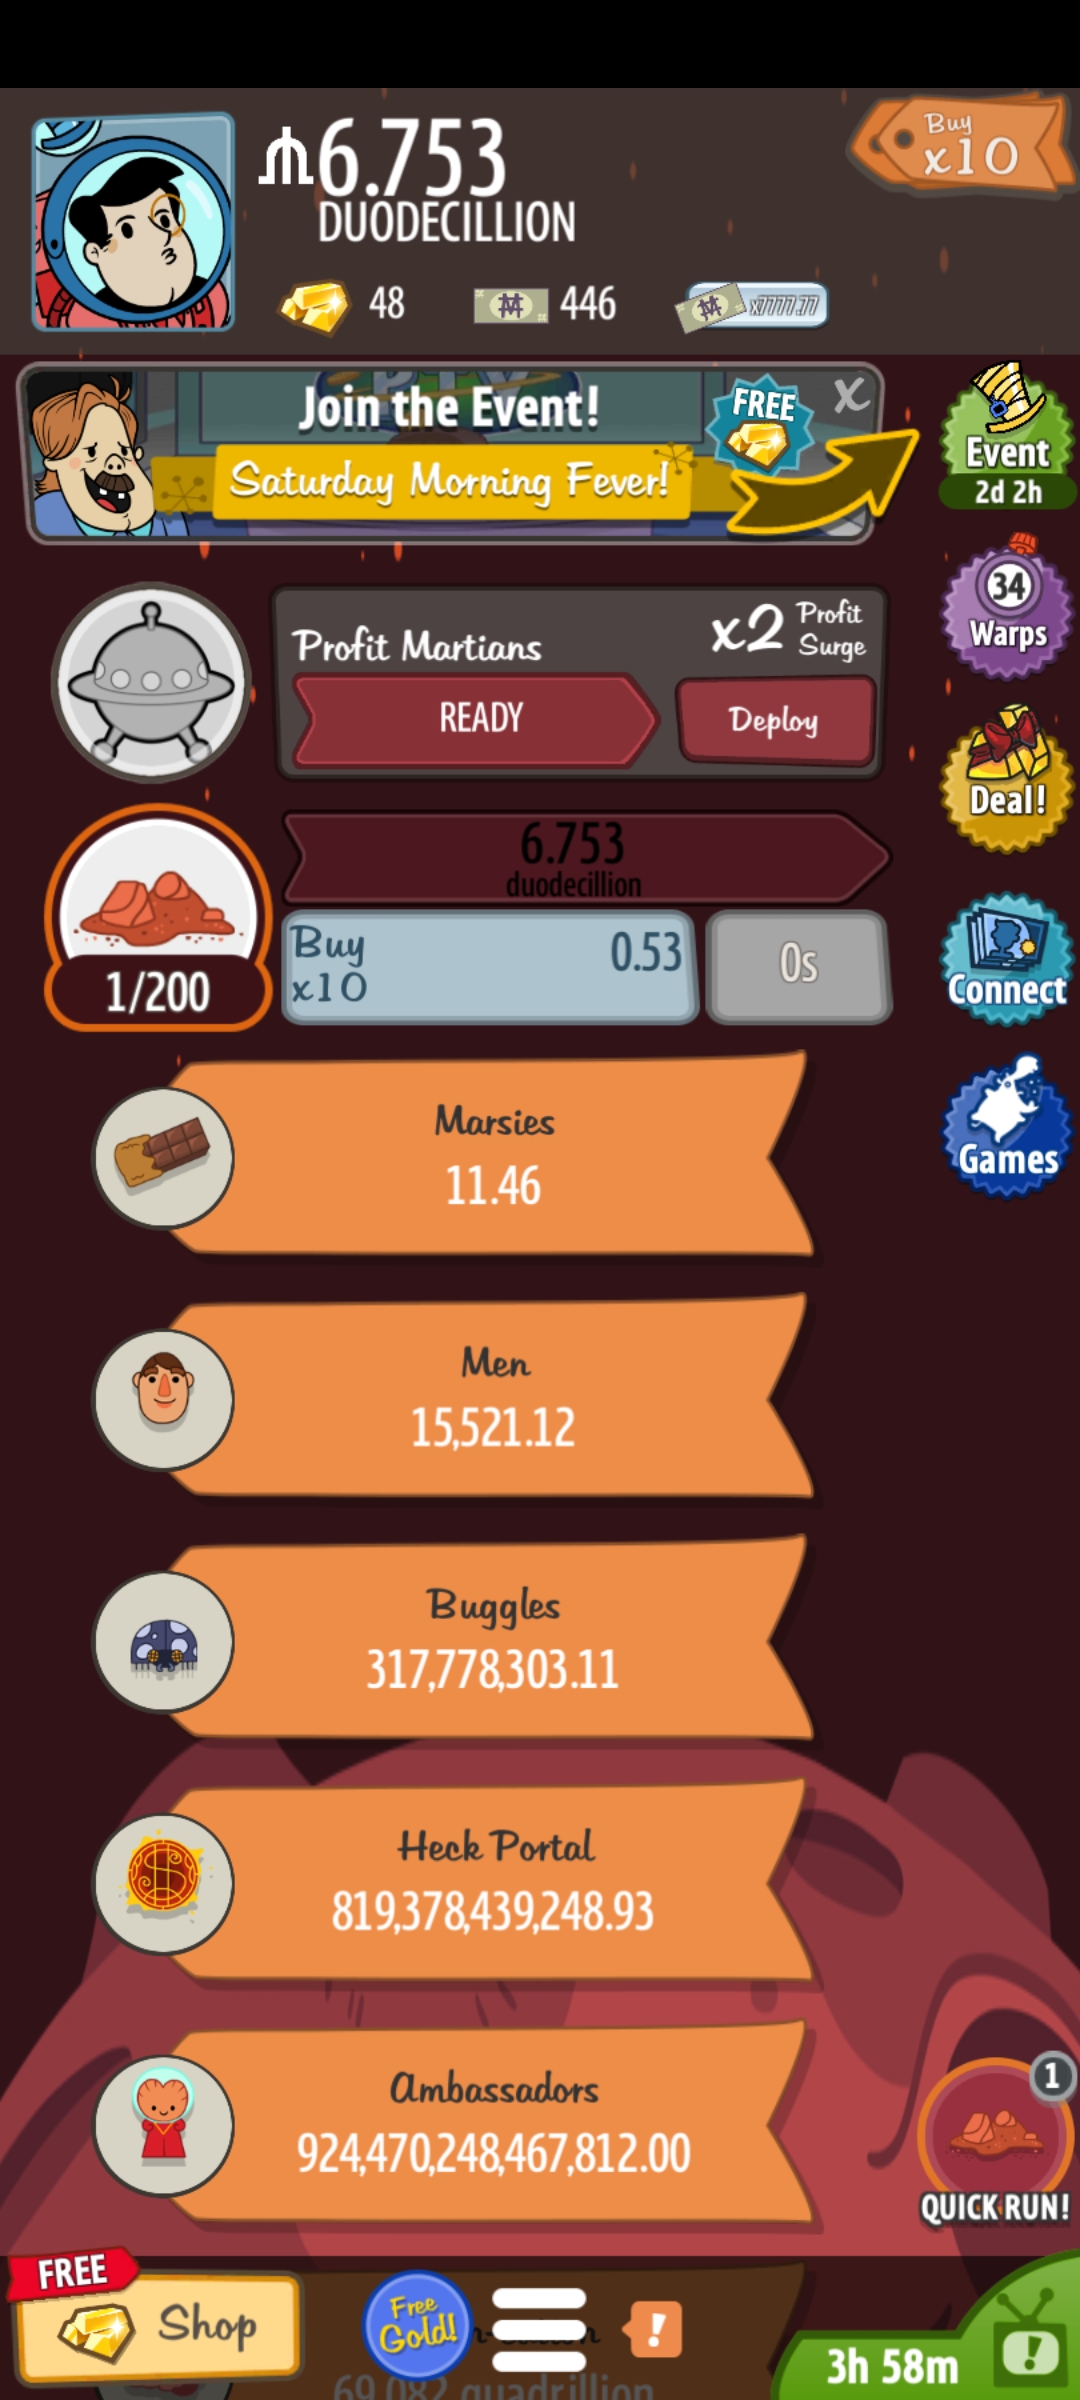 6.753
DUODECILLION
Buy
x10
48
446
x7777.77
Join the Event!
FREE
X
Saturday Morning Fever!
Event
2d 2h
34
Warps
Profit Martians
x2 Profit
Surge
READY
Deploy
Deal!
6.753
duodecillion
1/200
Buy
x10
0.53
0s
Connect
Marsies
11.46
Games
Men
15,521.12
Buggles
317,778,303.11
Heck Portal
819,378,439,248.93
Ambassadors
924,470,248,467,812.00
1
QUICK RUN!
FREE
Shop
Free
Gold!
!
3h 58m
!
69.082 quadrillion